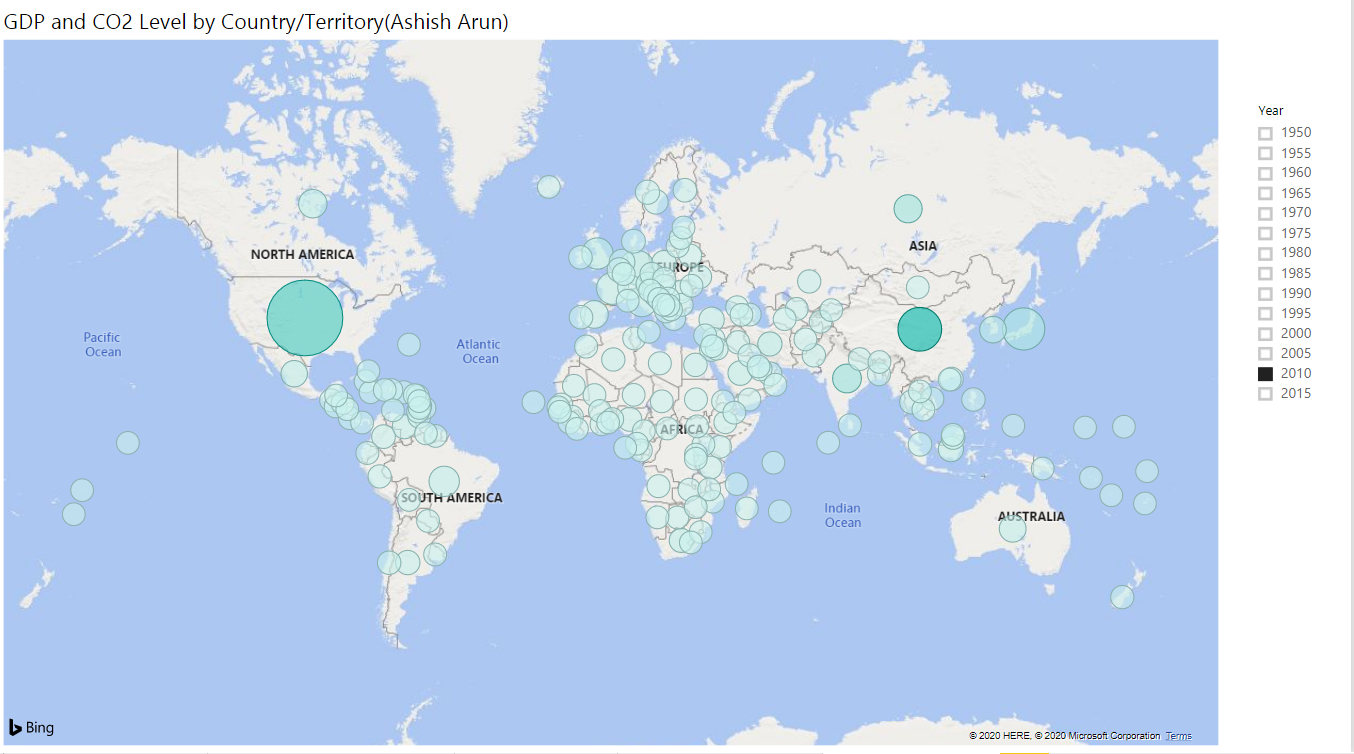 GDP and CO2 Level by Country/Territory(Ashish Arun)
Year
1950
1955
1960
1965
1970
1975
1980
1985
1990
1995
2000
2005
2010
2015
NORTH AMERICA
ASIA
EUROPE
Pacific
Ocean
Atlantic
Ocean
AFRICA
SOUTH AMERICA
Indian
Ocean
AUSTRALIA
Bing
© 2020 HERE, © 2020 Microsoft Corporation Terms